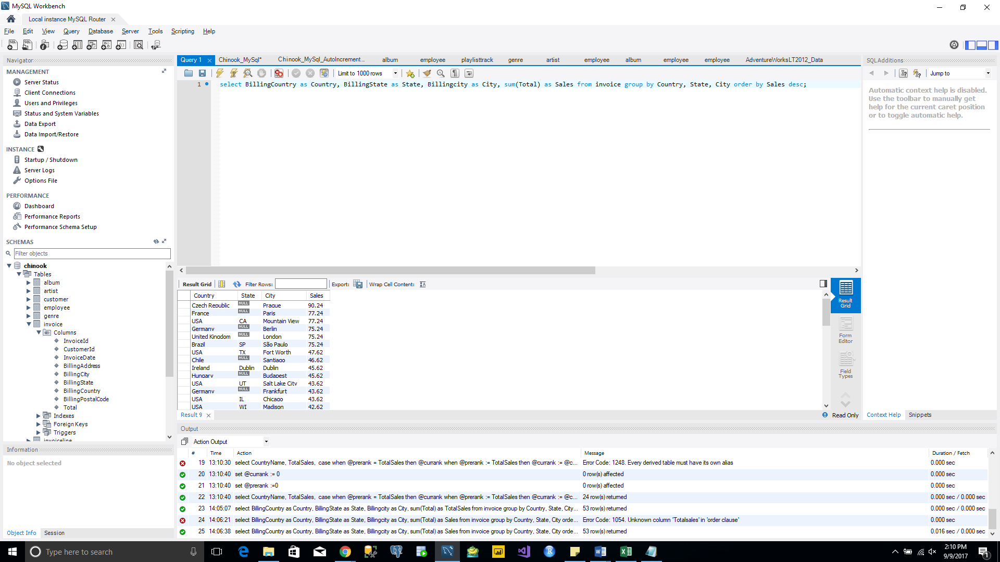 MySQL Workbench
Local instance MySQL Router
File Edit View Query Database Server Tools Scripting Help
Navigator
MANAGEMENT
Server Status
Client Connections
Users and Privileges
Status and System Variables
Data Export
Data Import/Restore
INSTANCE
Startup / Shutdown
Server Logs
Options File
PERFORMANCE
Dashboard
Performance Reports
Performance Schema Setup
SCHEMAS
Filter objects
chinook
Tables
album
artist
customer
employee
genre
invoice
Columns
InvoiceId
CustomerId
InvoiceDate
BillingAddress
BillingCity
BillingState
BillingCountry
BillingPostalCode
Total
Indexes
Foreign Keys
Triggers
invoiceline
Information
No object selected
Object Info Session
Query 1 Chinook_MySql* Chinook_MySql_AutoIncrement... album employee playlisttrack genre artist employee album employee employee AdventureWorksLT2012_Data
Limit to 1000 rows
1 select BillingCountry as Country, BillingState as State, Billingcity as City, sum(Total) as Sales from invoice group by Country, State, City order by Sales desc;
Result Grid Filter Rows: Export: Wrap Cell Content:
Country State City Sales
Czech Republic NULL Prague 90.24
France NULL Paris 77.24
USA CA Mountain View 77.24
Germany NULL Berlin 75.24
United Kingdom NULL London 75.24
Brazil SP São Paulo 75.24
USA TX Fort Worth 47.62
Chile NULL Santiago 46.62
Ireland Dublin Dublin 45.62
Hungary NULL Budapest 45.62
USA UT Salt Lake City 43.62
Germany NULL Frankfurt 43.62
USA IL Chicago 43.62
USA WI Madison 42.62
Result Grid
Form Editor
Field Types
Result 9
Read Only
SQLAdditions
Jump to
Automatic context help is disabled.
Use the toolbar to manually get
help for the current caret position
or to toggle automatic help.
Context Help Snippets
Output
Action Output
# Time Action Message Duration / Fetch
19 13:10:30 select CountryName, TotalSales, case when @prerank = TotalSales then @currank when @prerank := TotalSales then @currank := @c... Error Code: 1248. Every derived table must have its own alias 0.000 sec
20 13:10:40 set @currank := 0 0 row(s) affected 0.000 sec
21 13:10:40 set @prerank :=0 0 row(s) affected 0.000 sec
22 13:10:40 select CountryName, TotalSales, case when @prerank = TotalSales then @currank when @prerank := TotalSales then @currank := @c... 24 row(s) returned 0.000 sec / 0.000 sec
23 14:05:07 select BillingCountry as Country, BillingState as State, Billingcity as City, sum(Total) as TotalSales from invoice group by Country, State, City... 53 row(s) returned 0.000 sec / 0.000 sec
24 14:06:21 select BillingCountry as Country, BillingState as State, Billingcity as City, sum(Total) as Sales from invoice group by Country, State, City orde... Error Code: 1054. Unknown column 'Totalsales' in 'order clause' 0.000 sec
25 14:06:38 select BillingCountry as Country, BillingState as State, Billingcity as City, sum(Total) as Sales from invoice group by Country, State, City orde... 53 row(s) returned 0.016 sec / 0.000 sec
Type here to search
2:10 PM
9/9/2017
1